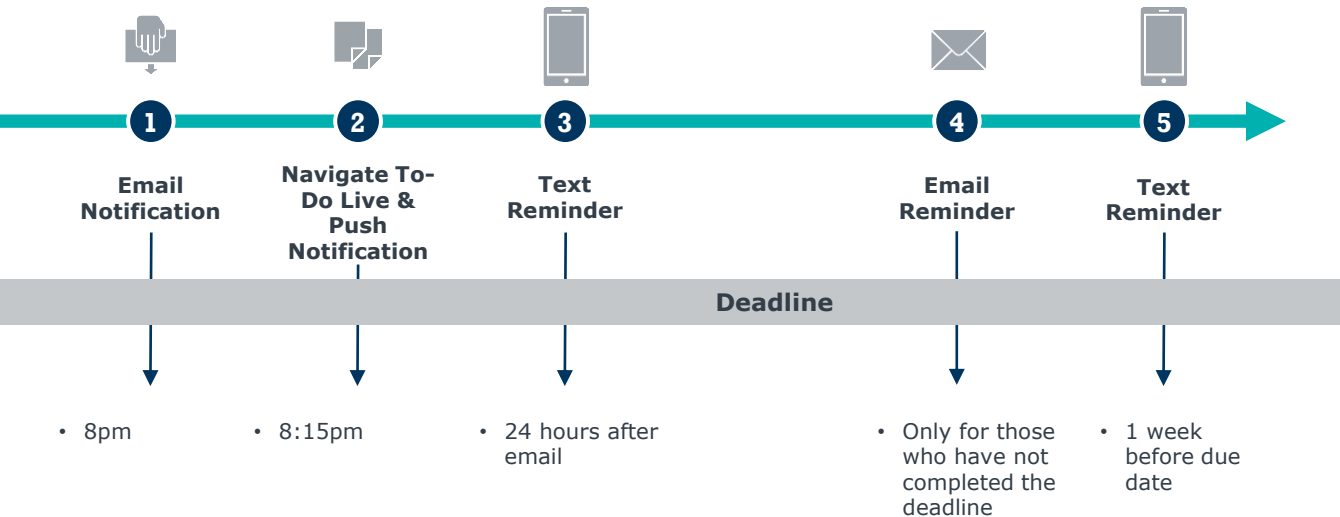 1
2
3
4
5
Email
Notification
Navigate To-
Do Live &
Push
Notification
Text
Reminder
Email
Reminder
Text
Reminder
Deadline
• 8pm
• 8:15pm
• 24 hours after
email
• Only for those
who have not
completed the
deadline
• 1 week
before due
date